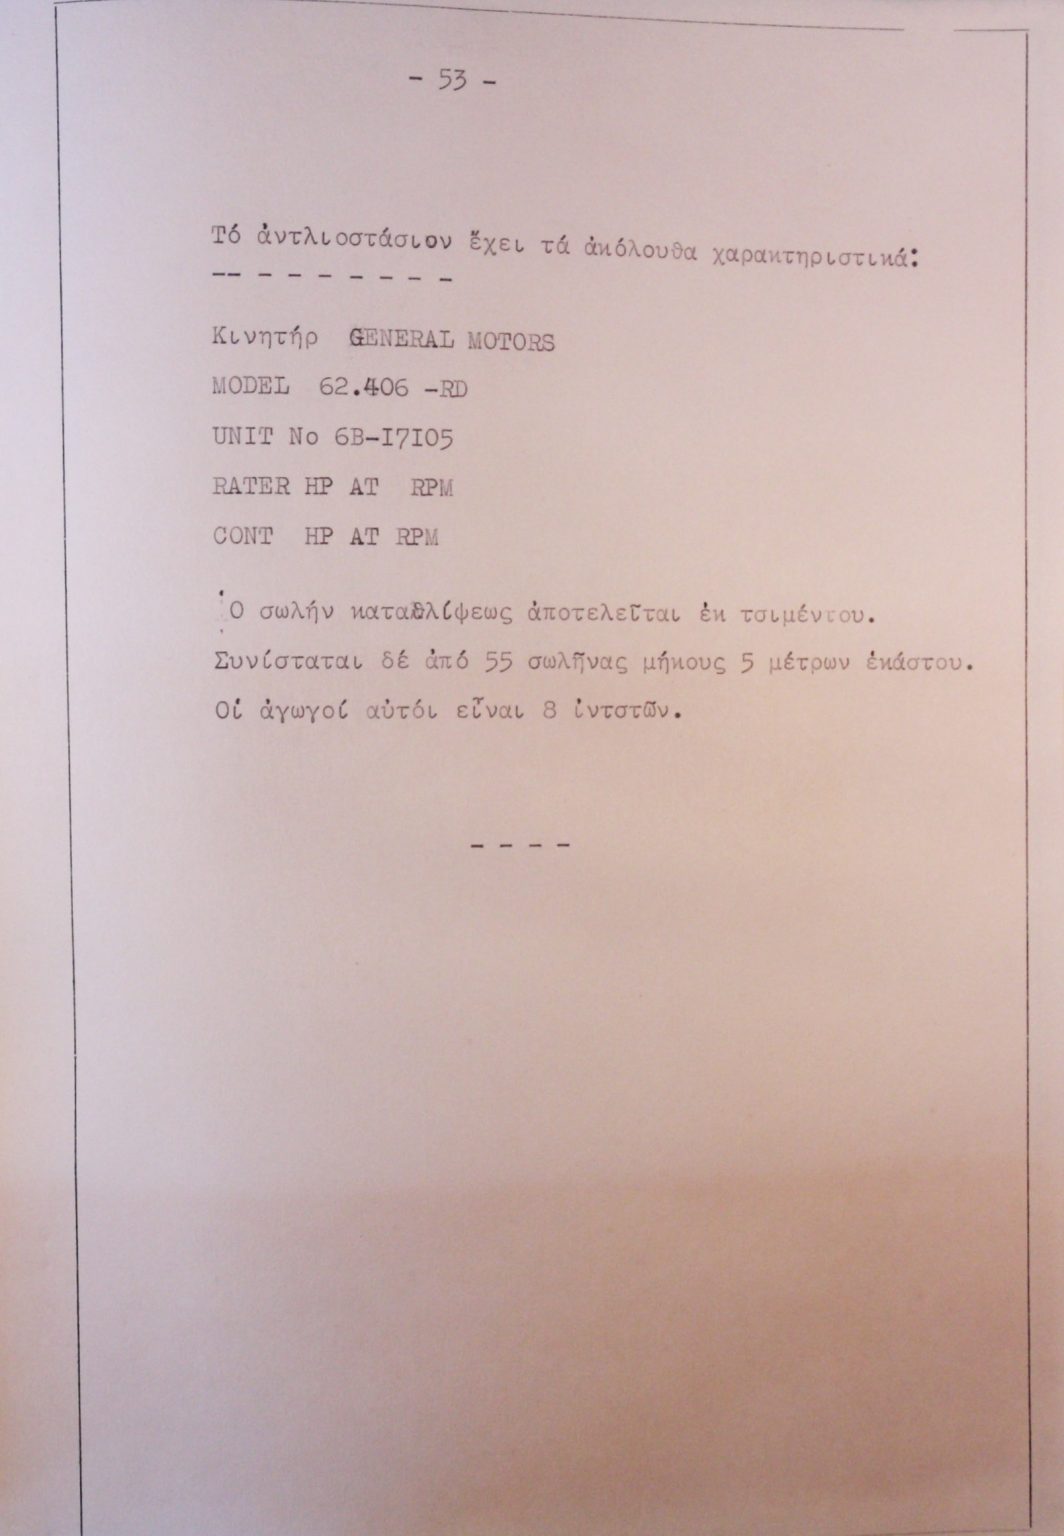 - 53 -
Τό ἀντλιοστάσιον ἔχει τά ἀκόλουθα χαρακτηριστικά:
-- - - - - - - -
Κινητήρ GENERAL MOTORS
MODEL 62.406 -RD
UNIT No 6B-I7I05
RATER HP AT RPM
CONT HP AT RPM
Ὁ σωλήν καταθλίψεως ἀποτελεῖται ἐκ τσιμέντου.
Συνίσταται δέ ἀπό 55 σωλῆνας μήκους 5 μέτρων ἑκάστου.
Οἱ ἀγωγοί αὐτόι εἶναι 8 ἰντστῶν.
- - - -